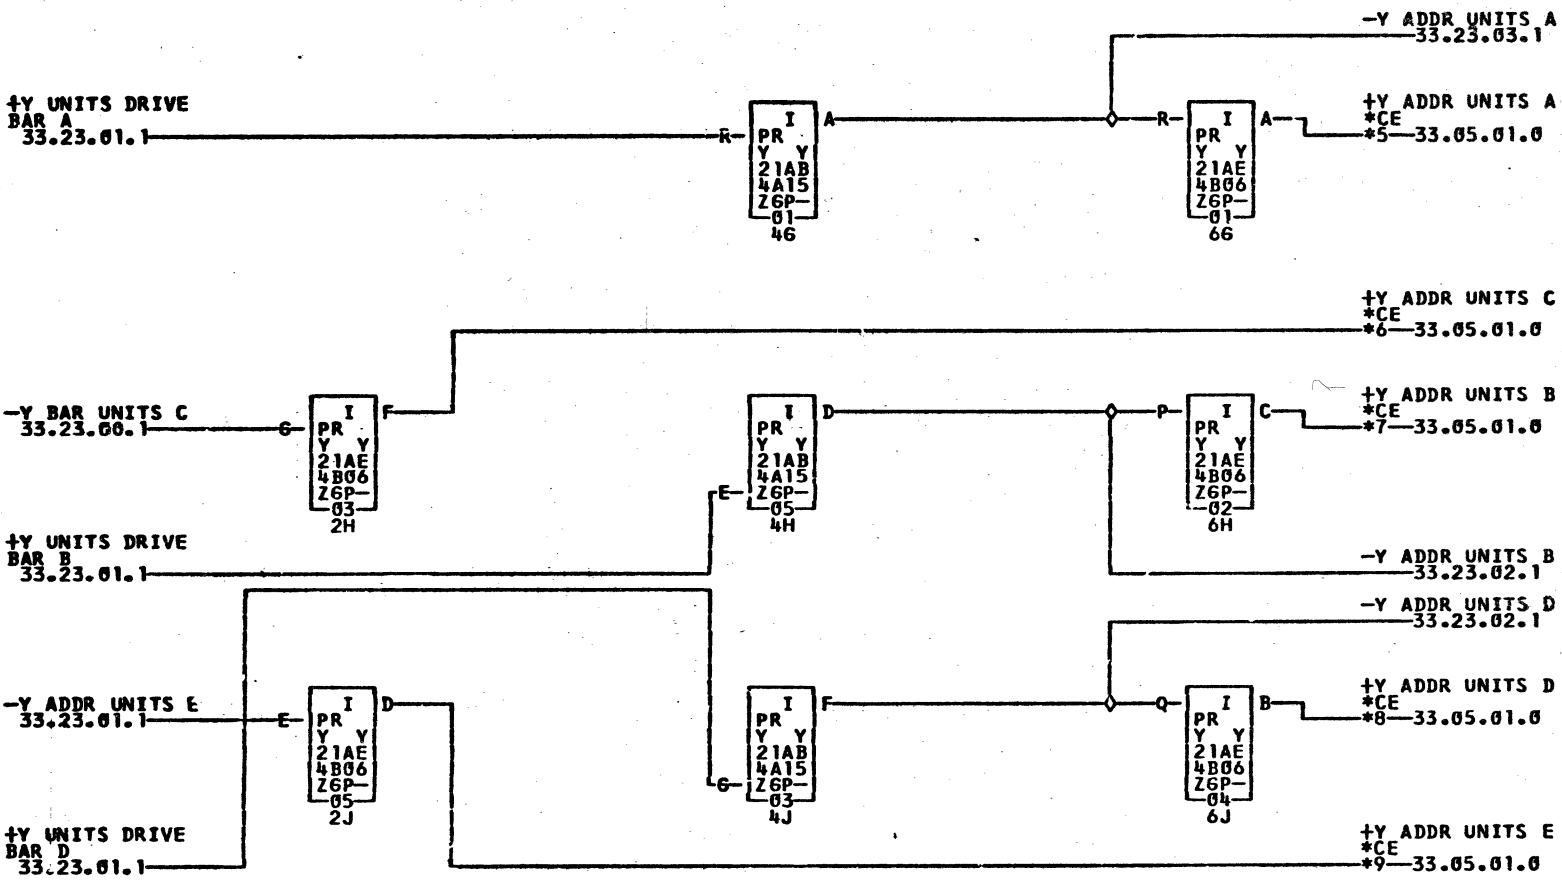 -Y ADDR UNITS A
33.23.03.1
+Y UNITS DRIVE
BAR A
33.23.01.1
R
I
PR
Y Y
21AB
4A15
Z6P-
01
4G
A
R
I
PR
Y Y
21AE
4B06
Z6P-
01
6G
A
+Y ADDR UNITS A
*CE
*5 33.05.01.0
+Y ADDR UNITS C
*CE
*6 33.05.01.0
-Y BAR UNITS C
33.23.00.1
G
I
PR
Y Y
21AE
4B06
Z6P-
03
2H
F
E
I
PR
Y Y
21AB
4A15
Z6P-
05
4H
D
P
I
PR
Y Y
21AE
4B06
Z6P-
02
6H
C
+Y ADDR UNITS B
*CE
*7 33.05.01.0
+Y UNITS DRIVE
BAR B
33.23.01.1
-Y ADDR UNITS B
33.23.02.1
-Y ADDR UNITS D
33.23.02.1
-Y ADDR UNITS E
33.23.01.1
E
I
PR
Y Y
21AE
4B06
Z6P-
05
2J
D
G
I
PR
Y Y
21AB
4A15
Z6P-
03
4J
F
Q
I
PR
Y Y
21AE
4B06
Z6P-
04
6J
B
+Y ADDR UNITS D
*CE
*8 33.05.01.0
+Y UNITS DRIVE
BAR D
33.23.01.1
+Y ADDR UNITS E
*CE
*9 33.05.01.0